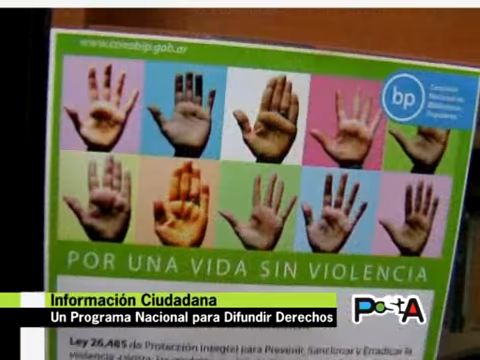 www.conabip.gob.ar
bp
Comisión
Nacional de
Bibliotecas
Populares
POR UNA VIDA SIN VIOLENCIA
Información Ciudadana
Un Programa Nacional para Difundir Derechos
PostA
Ley 26.485 de Protección Integral para Prevenir, Sancionar y Erradicar la